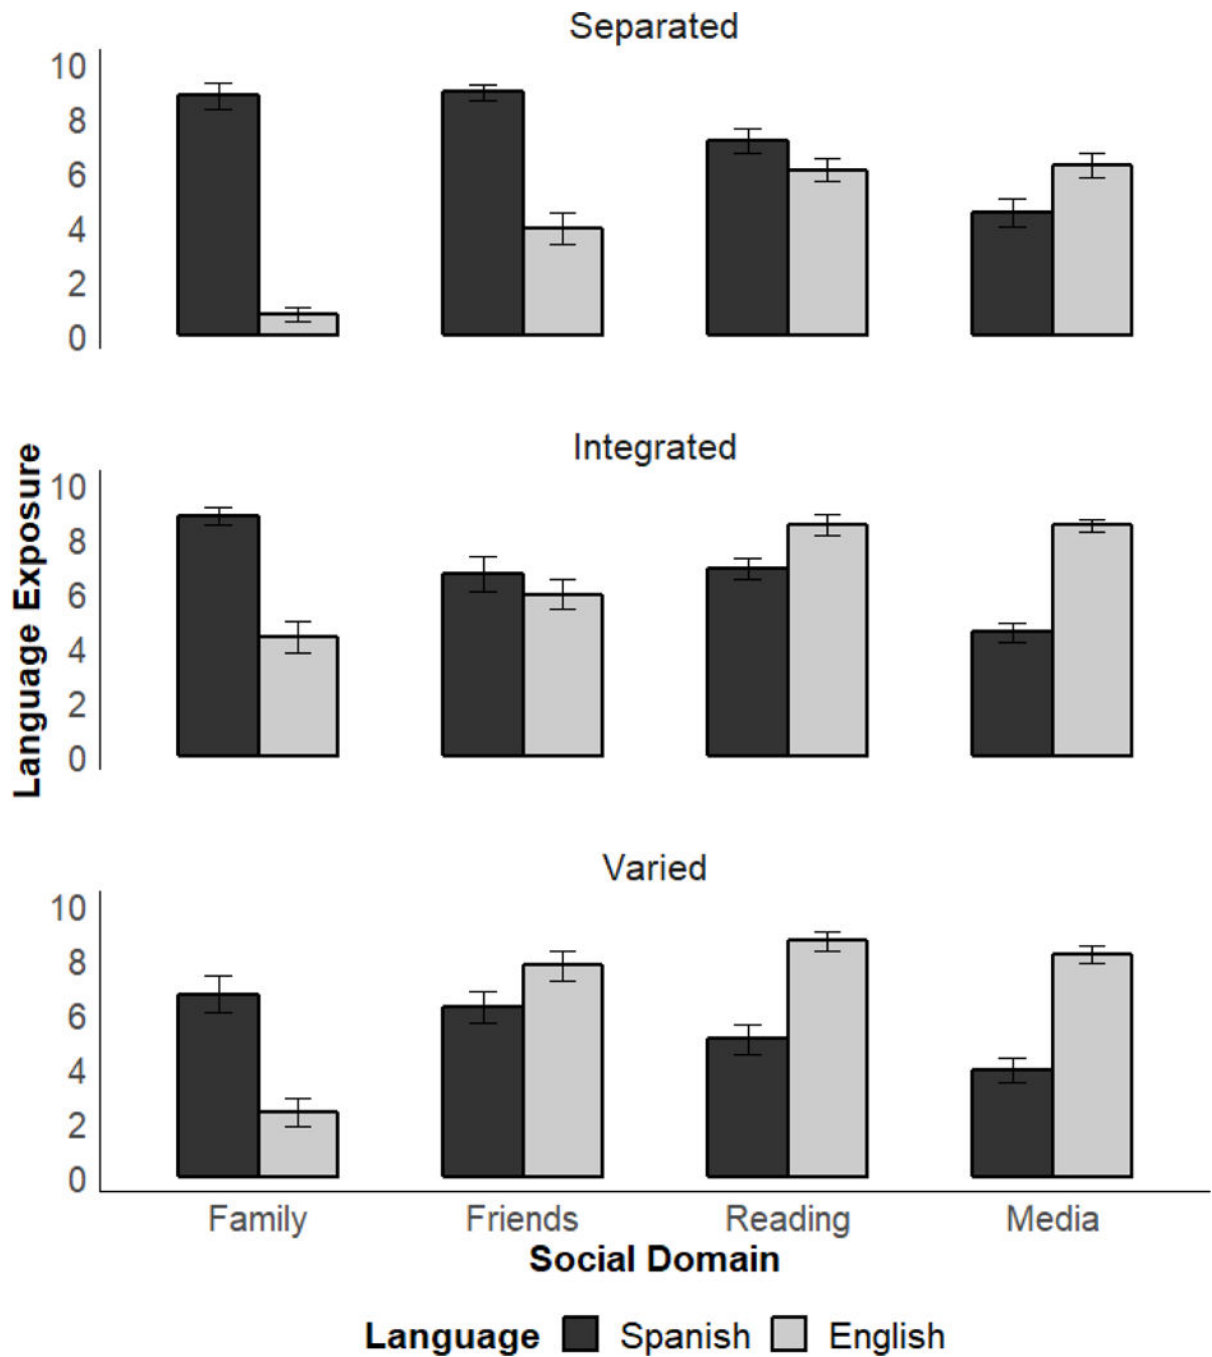 Separated
10
8
6
4
2
0
Integrated
10
8
6
4
2
0
Language Exposure
Varied
10
8
6
4
2
0
Family Friends Reading Media
Social Domain
Language Spanish English